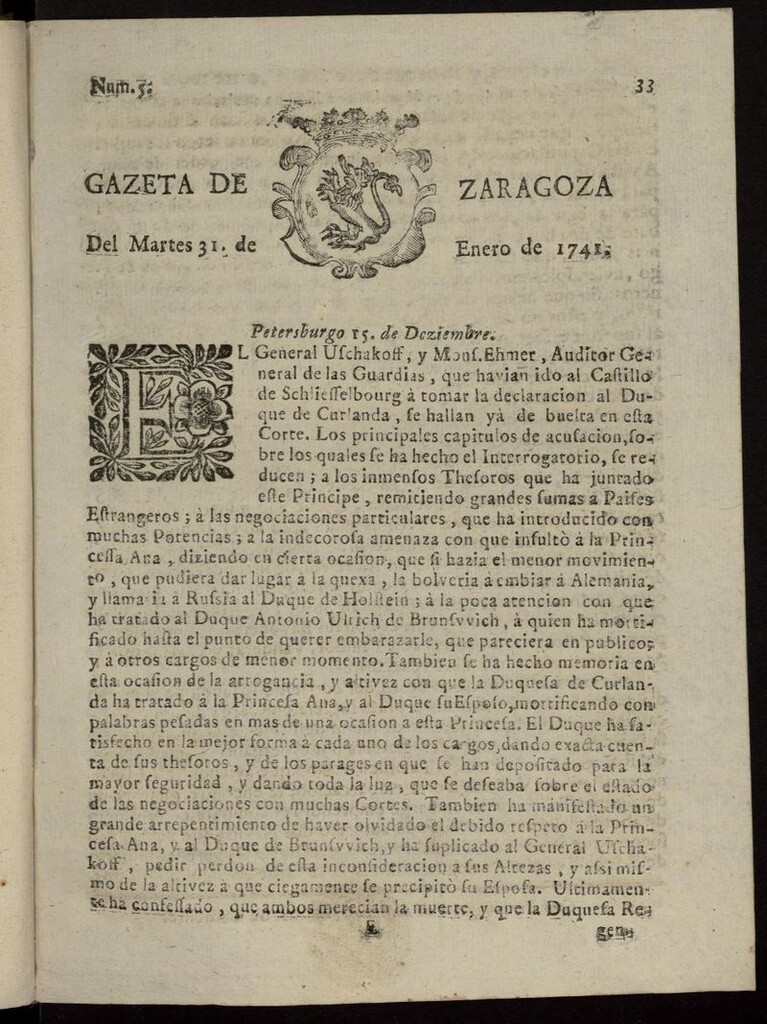 Num. 5.
33
GAZETA DE ZARAGOZA
Del Martes 31. de Enero de 1741.
Petersburgo 15. de Deziembre.
EL General Uſchakoff, y Monſ. Ehmer, Auditor Ge-
neral de las Guardias, que havian ido al Caſtillo
de Schlieſſelbourg à tomar la declaracion al Du-
que de Curlanda, ſe hallan yà de buelta en eſta
Corte. Los principales capitulos de acuſacion, ſo-
bre los quales ſe ha hecho el Interrogatorio, ſe re-
ducen; a los inmenſos Theſoros que ha juntado
eſte Principe, remitiendo grandes ſumas a Paiſes
Eſtrangeros; à las negociaciones particulares, que ha introducido con
muchas Potencias; a la indecoroſa amenaza con que inſultò à la Prin-
ceſſa Ana, diziendo en cierta ocaſion, que ſi hazia el menor movimien-
to, que pudiera dar lugar à la quexa, la bolveria à embiar à Alemania,
y llamaria à Ruſsia al Duque de Holſtein; à la poca atencion con que
ha tratado al Duque Antonio Ulrich de Brunſvvich, à quien ha morti-
ficado haſta el punto de querer embarazarle, que pareciera en publico;
y à otros cargos de menor momento. Tambien ſe ha hecho memoria en
eſta ocaſion de la arrogancia, y altivez con que la Duqueſa de Curlan-
da ha tratado à la Princeſa Ana, y al Duque ſu Eſpoſo, mortificando con
palabras peſadas en mas de una ocaſion a eſta Princeſa. El Duque ha ſa-
tisfecho en la mejor forma à cada uno de los cargos, dando exacta cuen-
ta de ſus theſoros, y de los parages en que ſe han depoſitado para la
mayor ſeguridad, y dando toda la luz, que ſe deſeaba ſobre el eſtado
de las negociaciones con muchas Cortes. Tambien ha manifeſtado un
grande arrepentimiento de haver olvidado el debido reſpeto à la Prin-
ceſa Ana, y al Duque de Brunſvvich, y ha ſuplicado al General Uſcha-
koff, pedir perdon de eſta inconſideracion a ſus Altezas, y aſsi miſ-
mo de la altivez a que ciegamente ſe precipitò ſu Eſpoſa. Ultimamen-
te ha confeſſado, que ambos merecian la muerte, y que la Duqueſa Re-
E
gen-